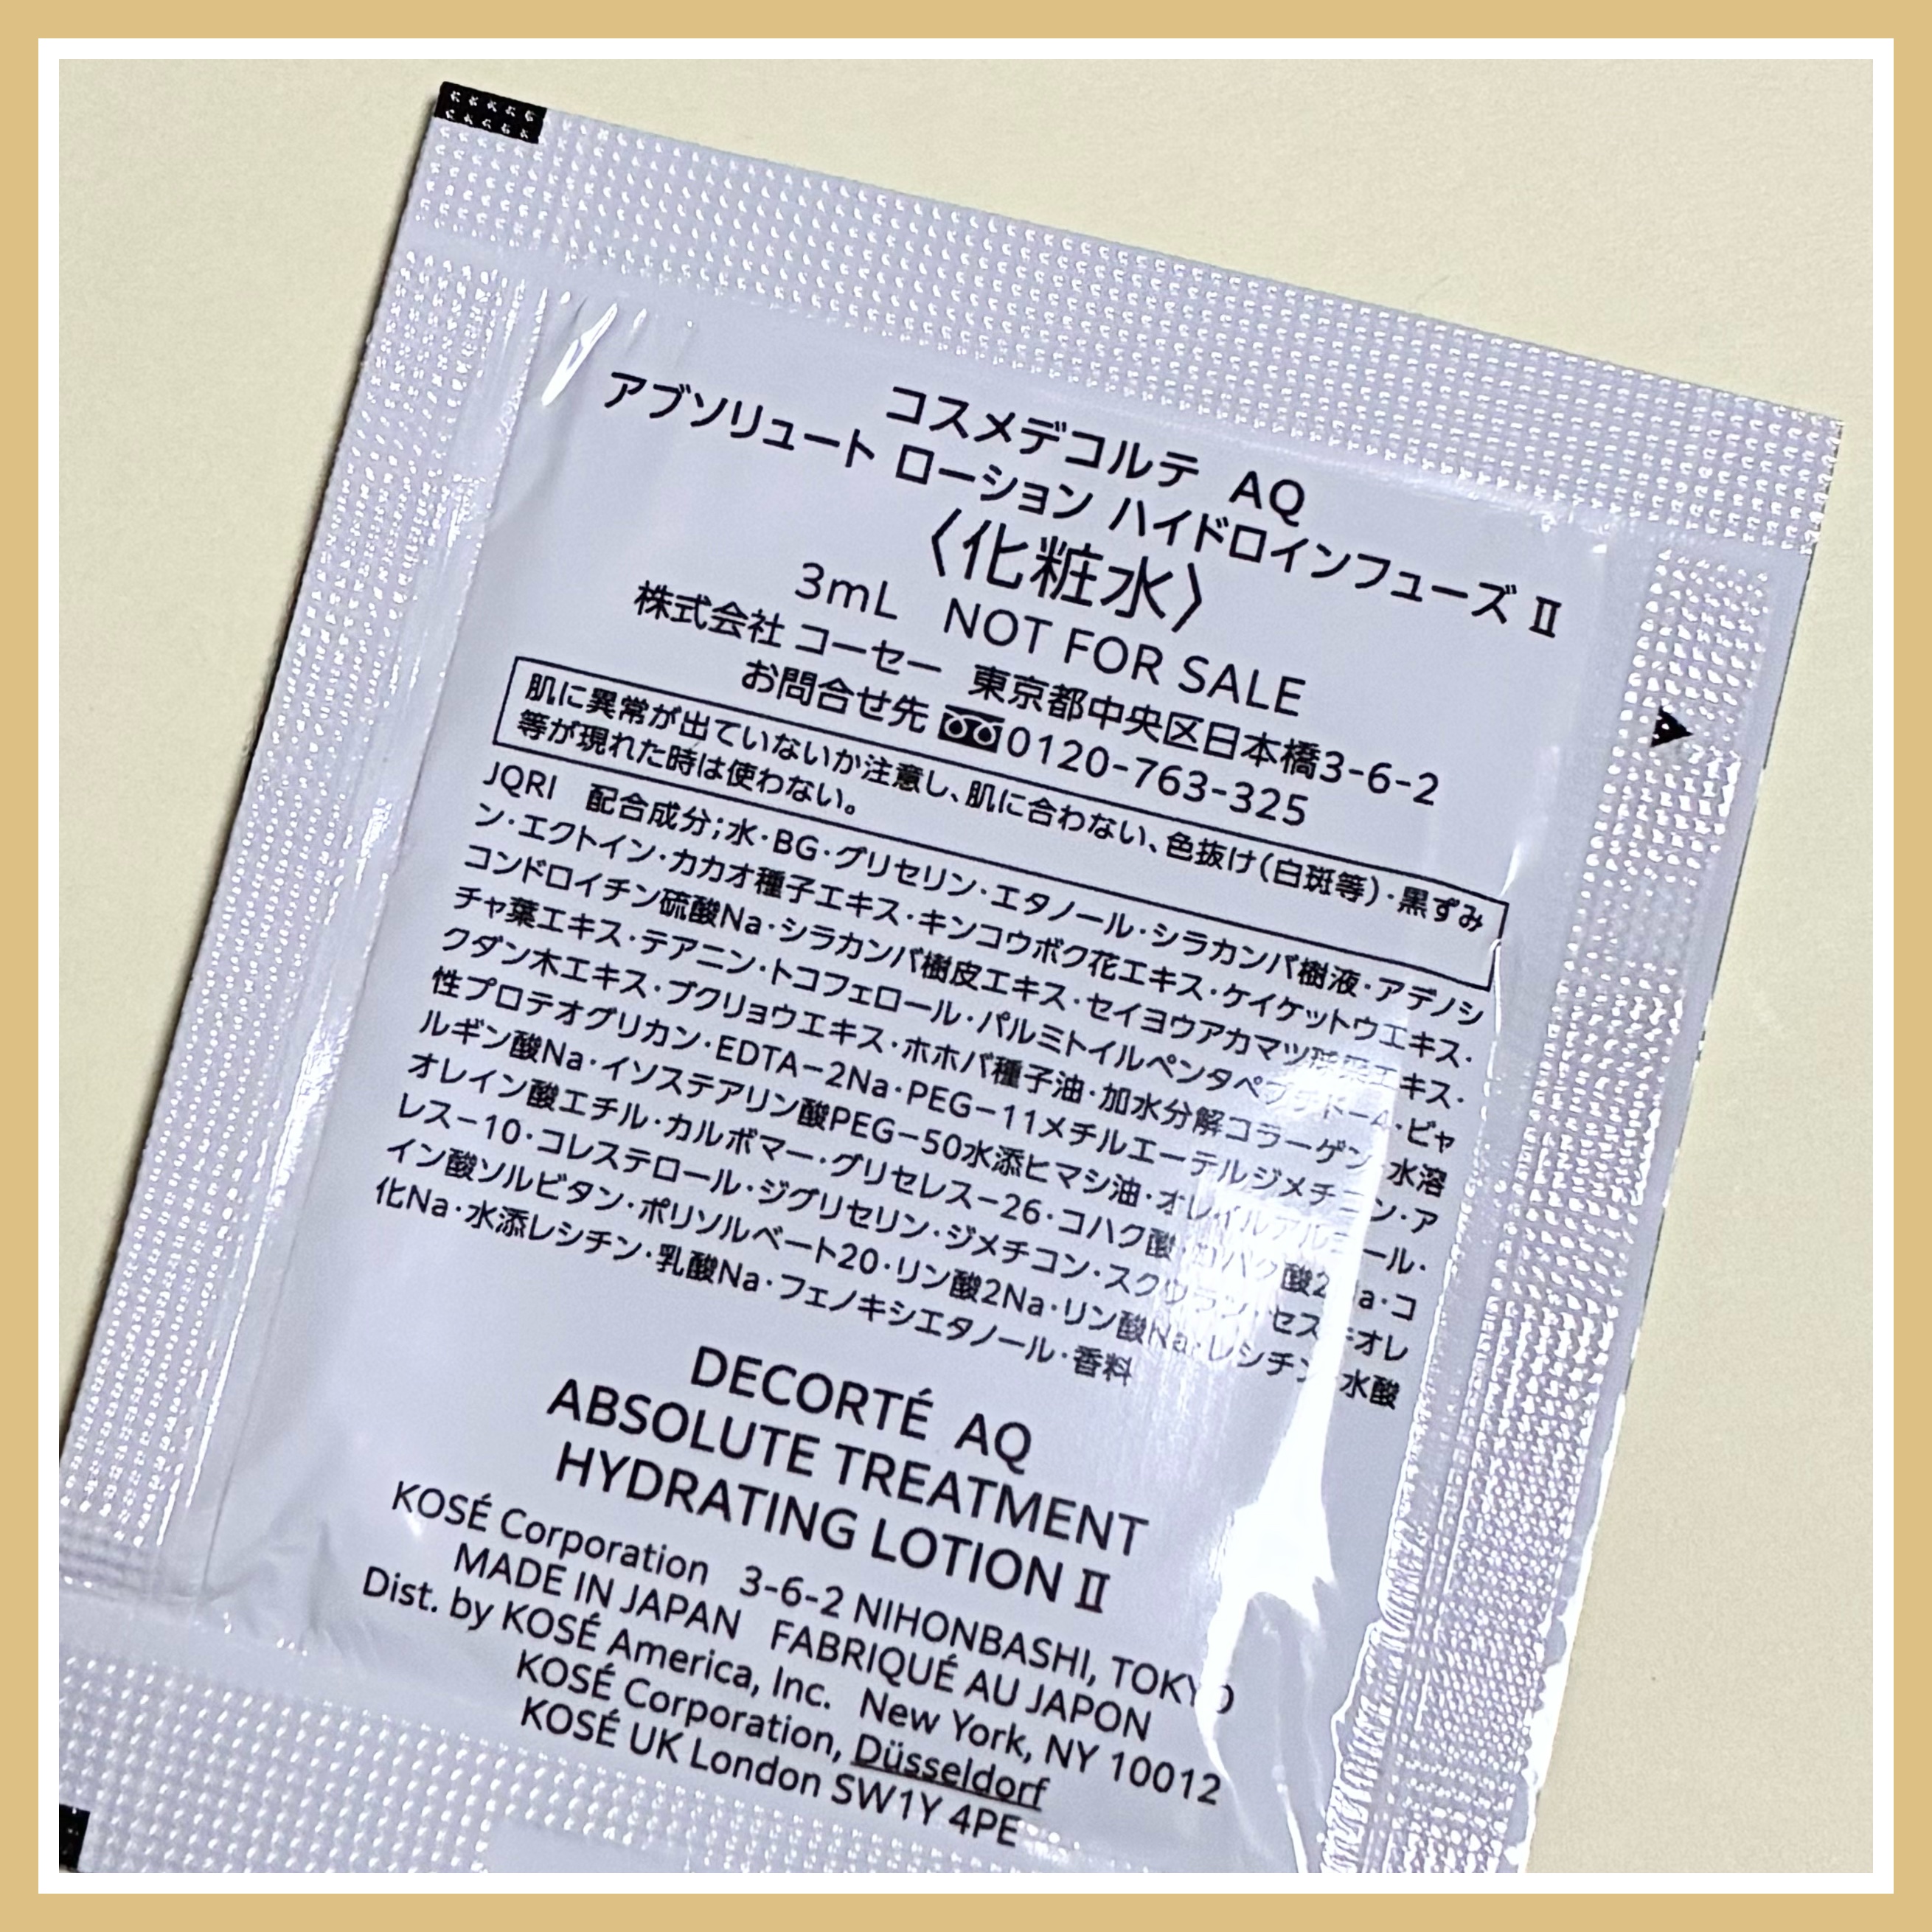 コスメデコルテ AQ
アブソリュート ローション ハイドロインフューズ Ⅱ
〈化粧水〉
3mL NOT FOR SALE
株式会社 コーセー 東京都中央区日本橋3-6-2
お問合せ先 0120-763-325
肌に異常が出ていないか注意し、肌に合わない、色抜け(白斑等)・黒ずみ
等が現れた時は使わない。
JQRI 配合成分;水・BG・グリセリン・エタノール・シラカンバ樹液・アデノシ
ン・エクトイン・カカオ種子エキス・キンコウボク花エキス・ケイケットウエキス・
コンドロイチン硫酸Na・シラカンバ樹皮エキス・セイヨウアカマツ球果エキス・
チャ葉エキス・テアニン・トコフェロール・パルミトイルペンタペプチド-4・ビャ
クダン木エキス・ブクリョウエキス・ホホバ種子油・加水分解コラーゲン・水溶
性プロテオグリカン・EDTA-2Na・PEG-11メチルエーテルジメチコン・ア
ルギン酸Na・イソステアリン酸PEG-50水添ヒマシ油・オレイルアルコール・
オレイン酸エチル・カルボマー・グリセレス-26・コハク酸・コハク酸2Na・コ
レス-10・コレステロール・ジグリセリン・ジメチコン・スクワラン・セスキオレ
イン酸ソルビタン・ポリソルベート20・リン酸2Na・リン酸Na・レシチン・水酸
化Na・水添レシチン・乳酸Na・フェノキシエタノール・香料
DECORTÉ AQ
ABSOLUTE TREATMENT
HYDRATING LOTION Ⅱ
KOSÉ Corporation 3-6-2 NIHONBASHI, TOKYO
MADE IN JAPAN FABRIQUÉ AU JAPON
Dist. by KOSÉ America, Inc. New York, NY 10012
KOSÉ Corporation, Düsseldorf
KOSÉ UK London SW1Y 4PE